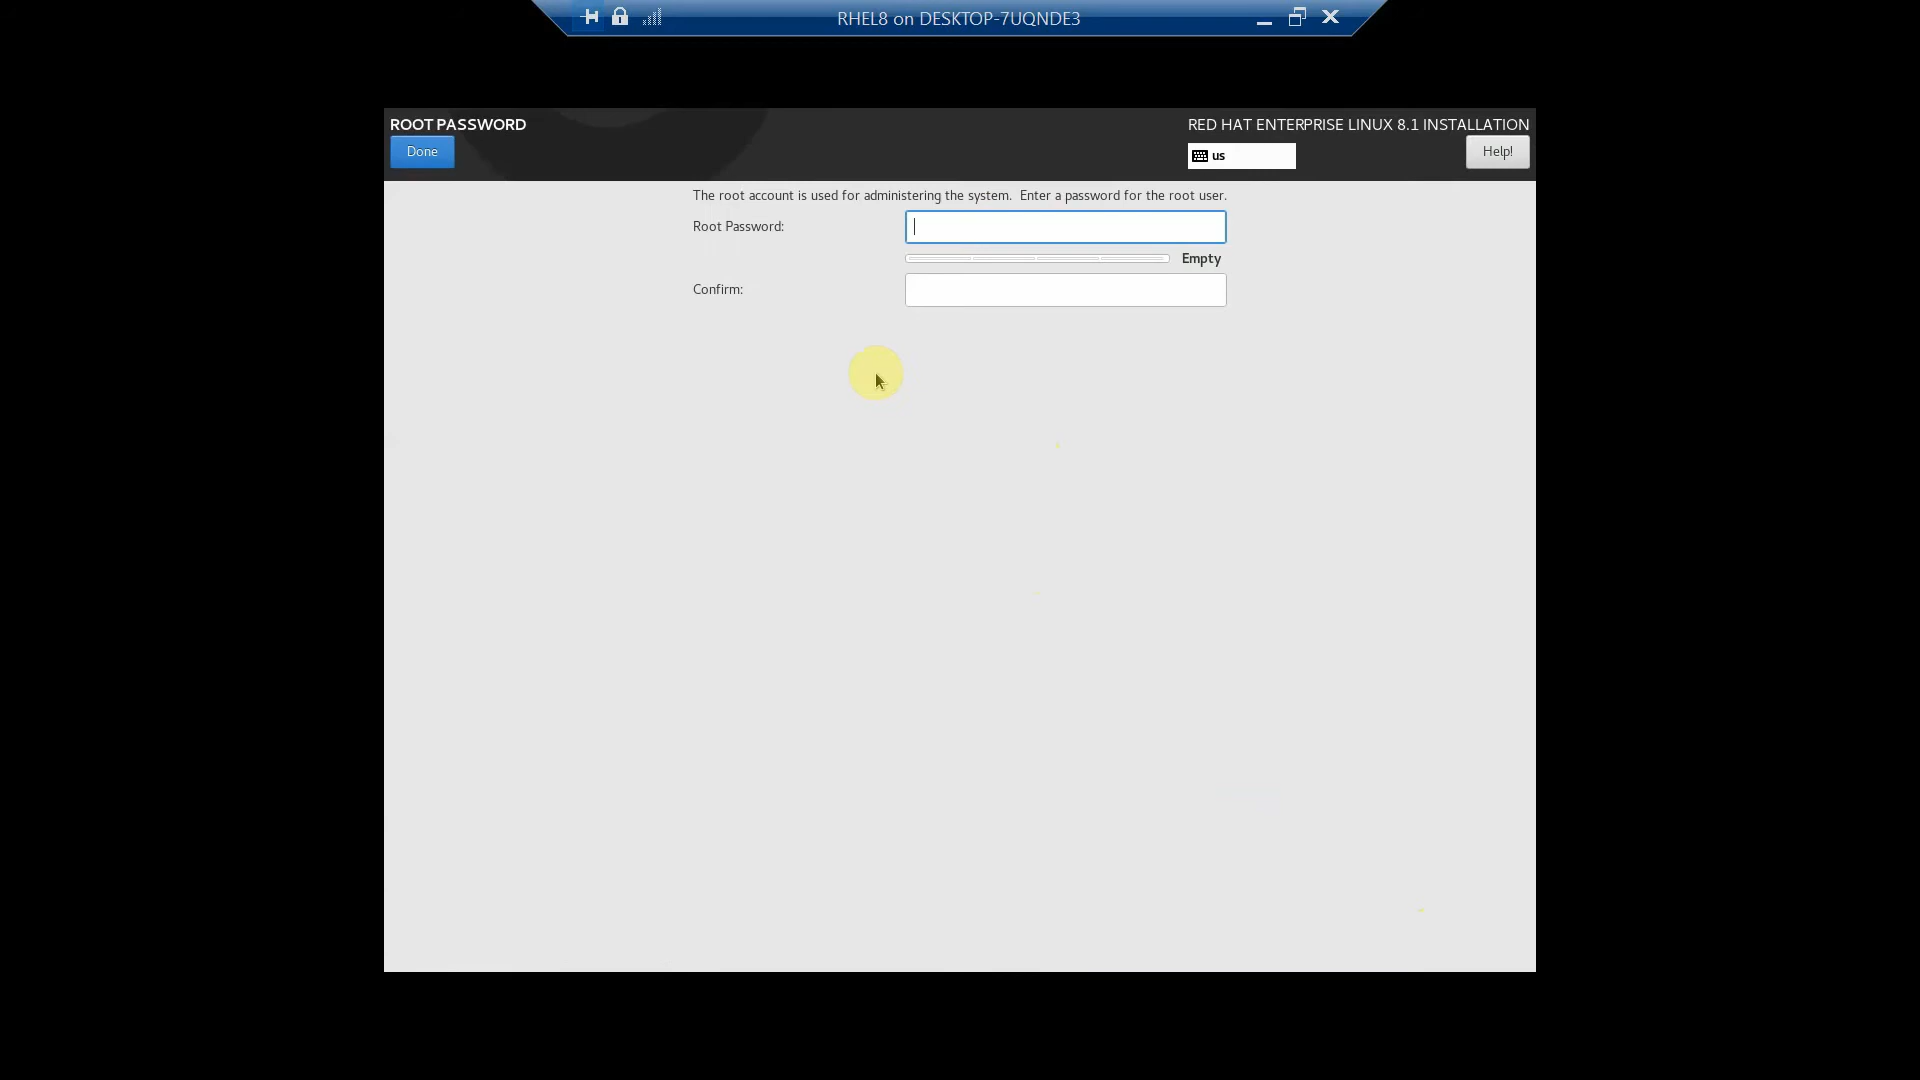 RHEL8 on DESKTOP-7UQNDE3
ROOT PASSWORD
RED HAT ENTERPRISE LINUX 8.1 INSTALLATION
Done
us
Help!
The root account is used for administering the system.  Enter a password for the root user.
Root Password:
Empty
Confirm: